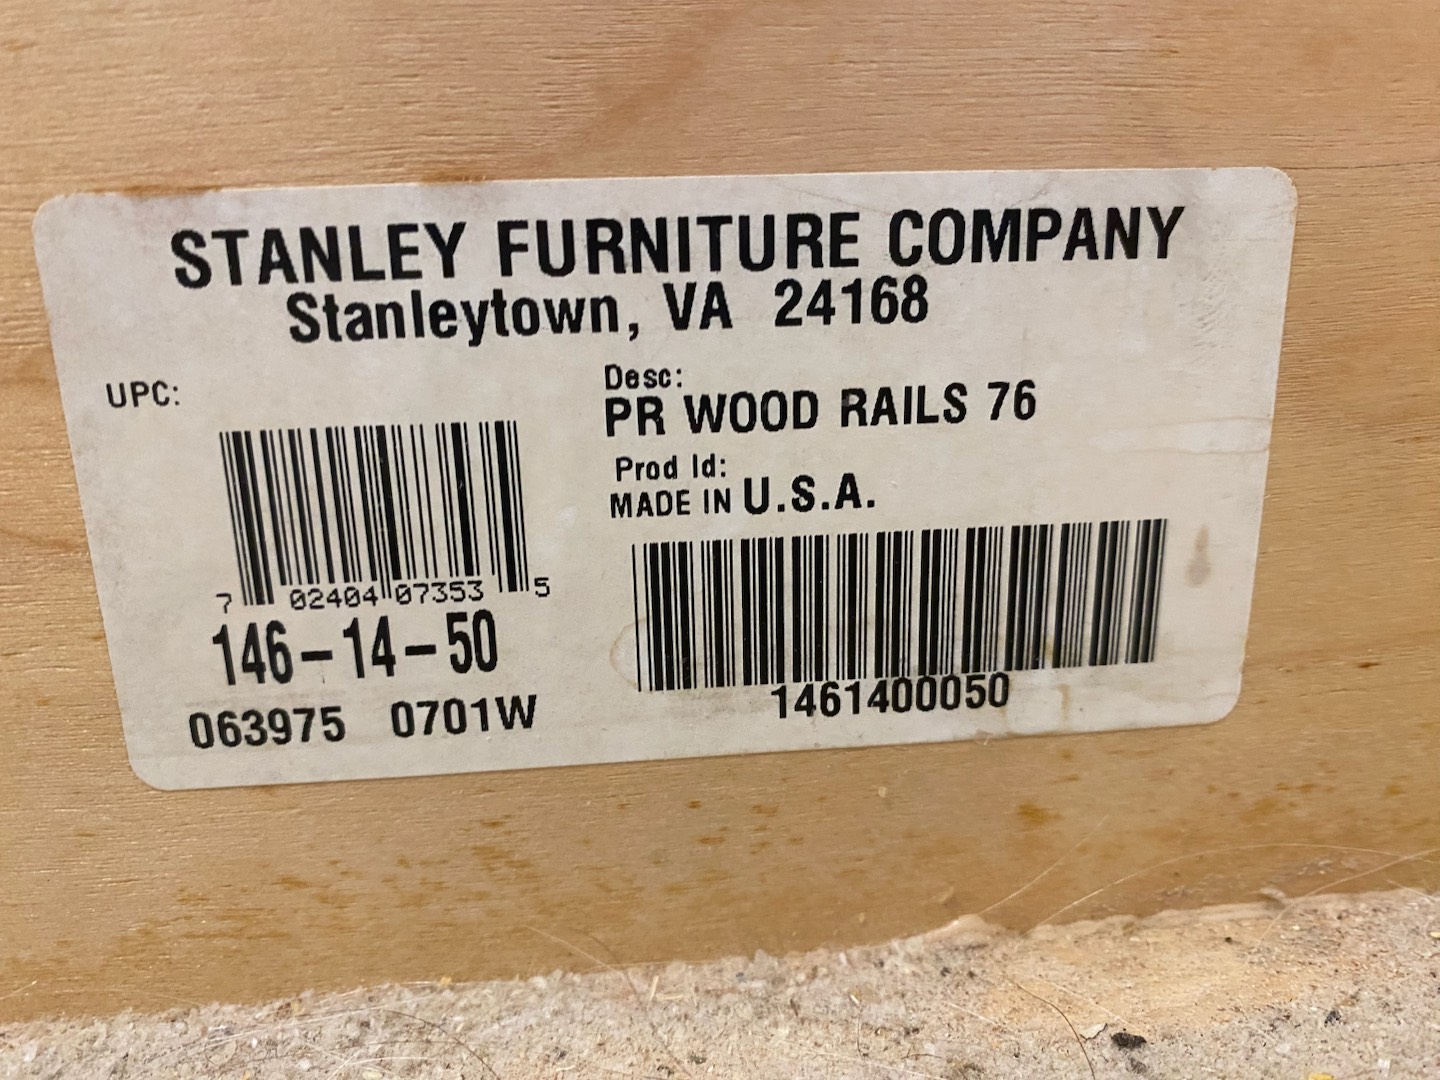 STANLEY FURNITURE COMPANY
Stanleytown, VA 24168
UPC:
7 02404 07353 5
146-14-50
063975 0701W
Desc:
PR WOOD RAILS 76
Prod Id:
MADE IN U.S.A.
1461400050